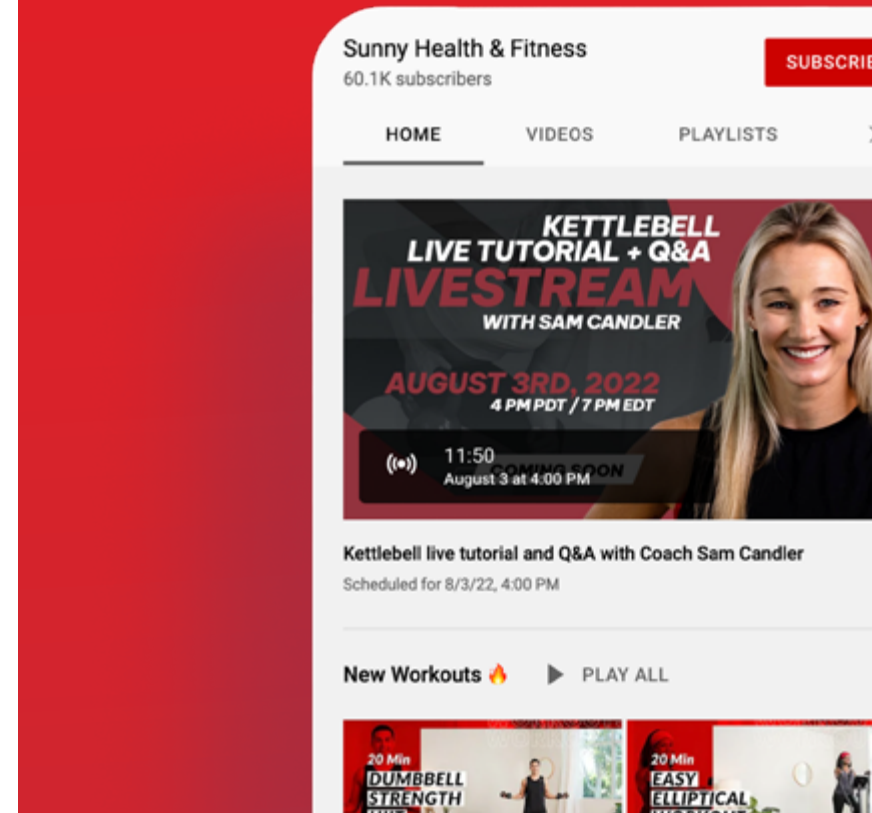 Sunny Health & Fitness
60.1K subscribers
SUBSCRIBE
HOME VIDEOS PLAYLISTS
KETTLEBELL
LIVE TUTORIAL + Q&A
LIVESTREAM
WITH SAM CANDLER
AUGUST 3RD, 2022
4 PM PDT / 7 PM EDT
11:50
COMING SOON
August 3 at 4:00 PM
Kettlebell live tutorial and Q&A with Coach Sam Candler
Scheduled for 8/3/22, 4:00 PM
New Workouts 🔥 PLAY ALL
20 Min
DUMBBELL
STRENGTH
HIIT
20 Min
EASY
ELLIPTICAL
WORKOUT